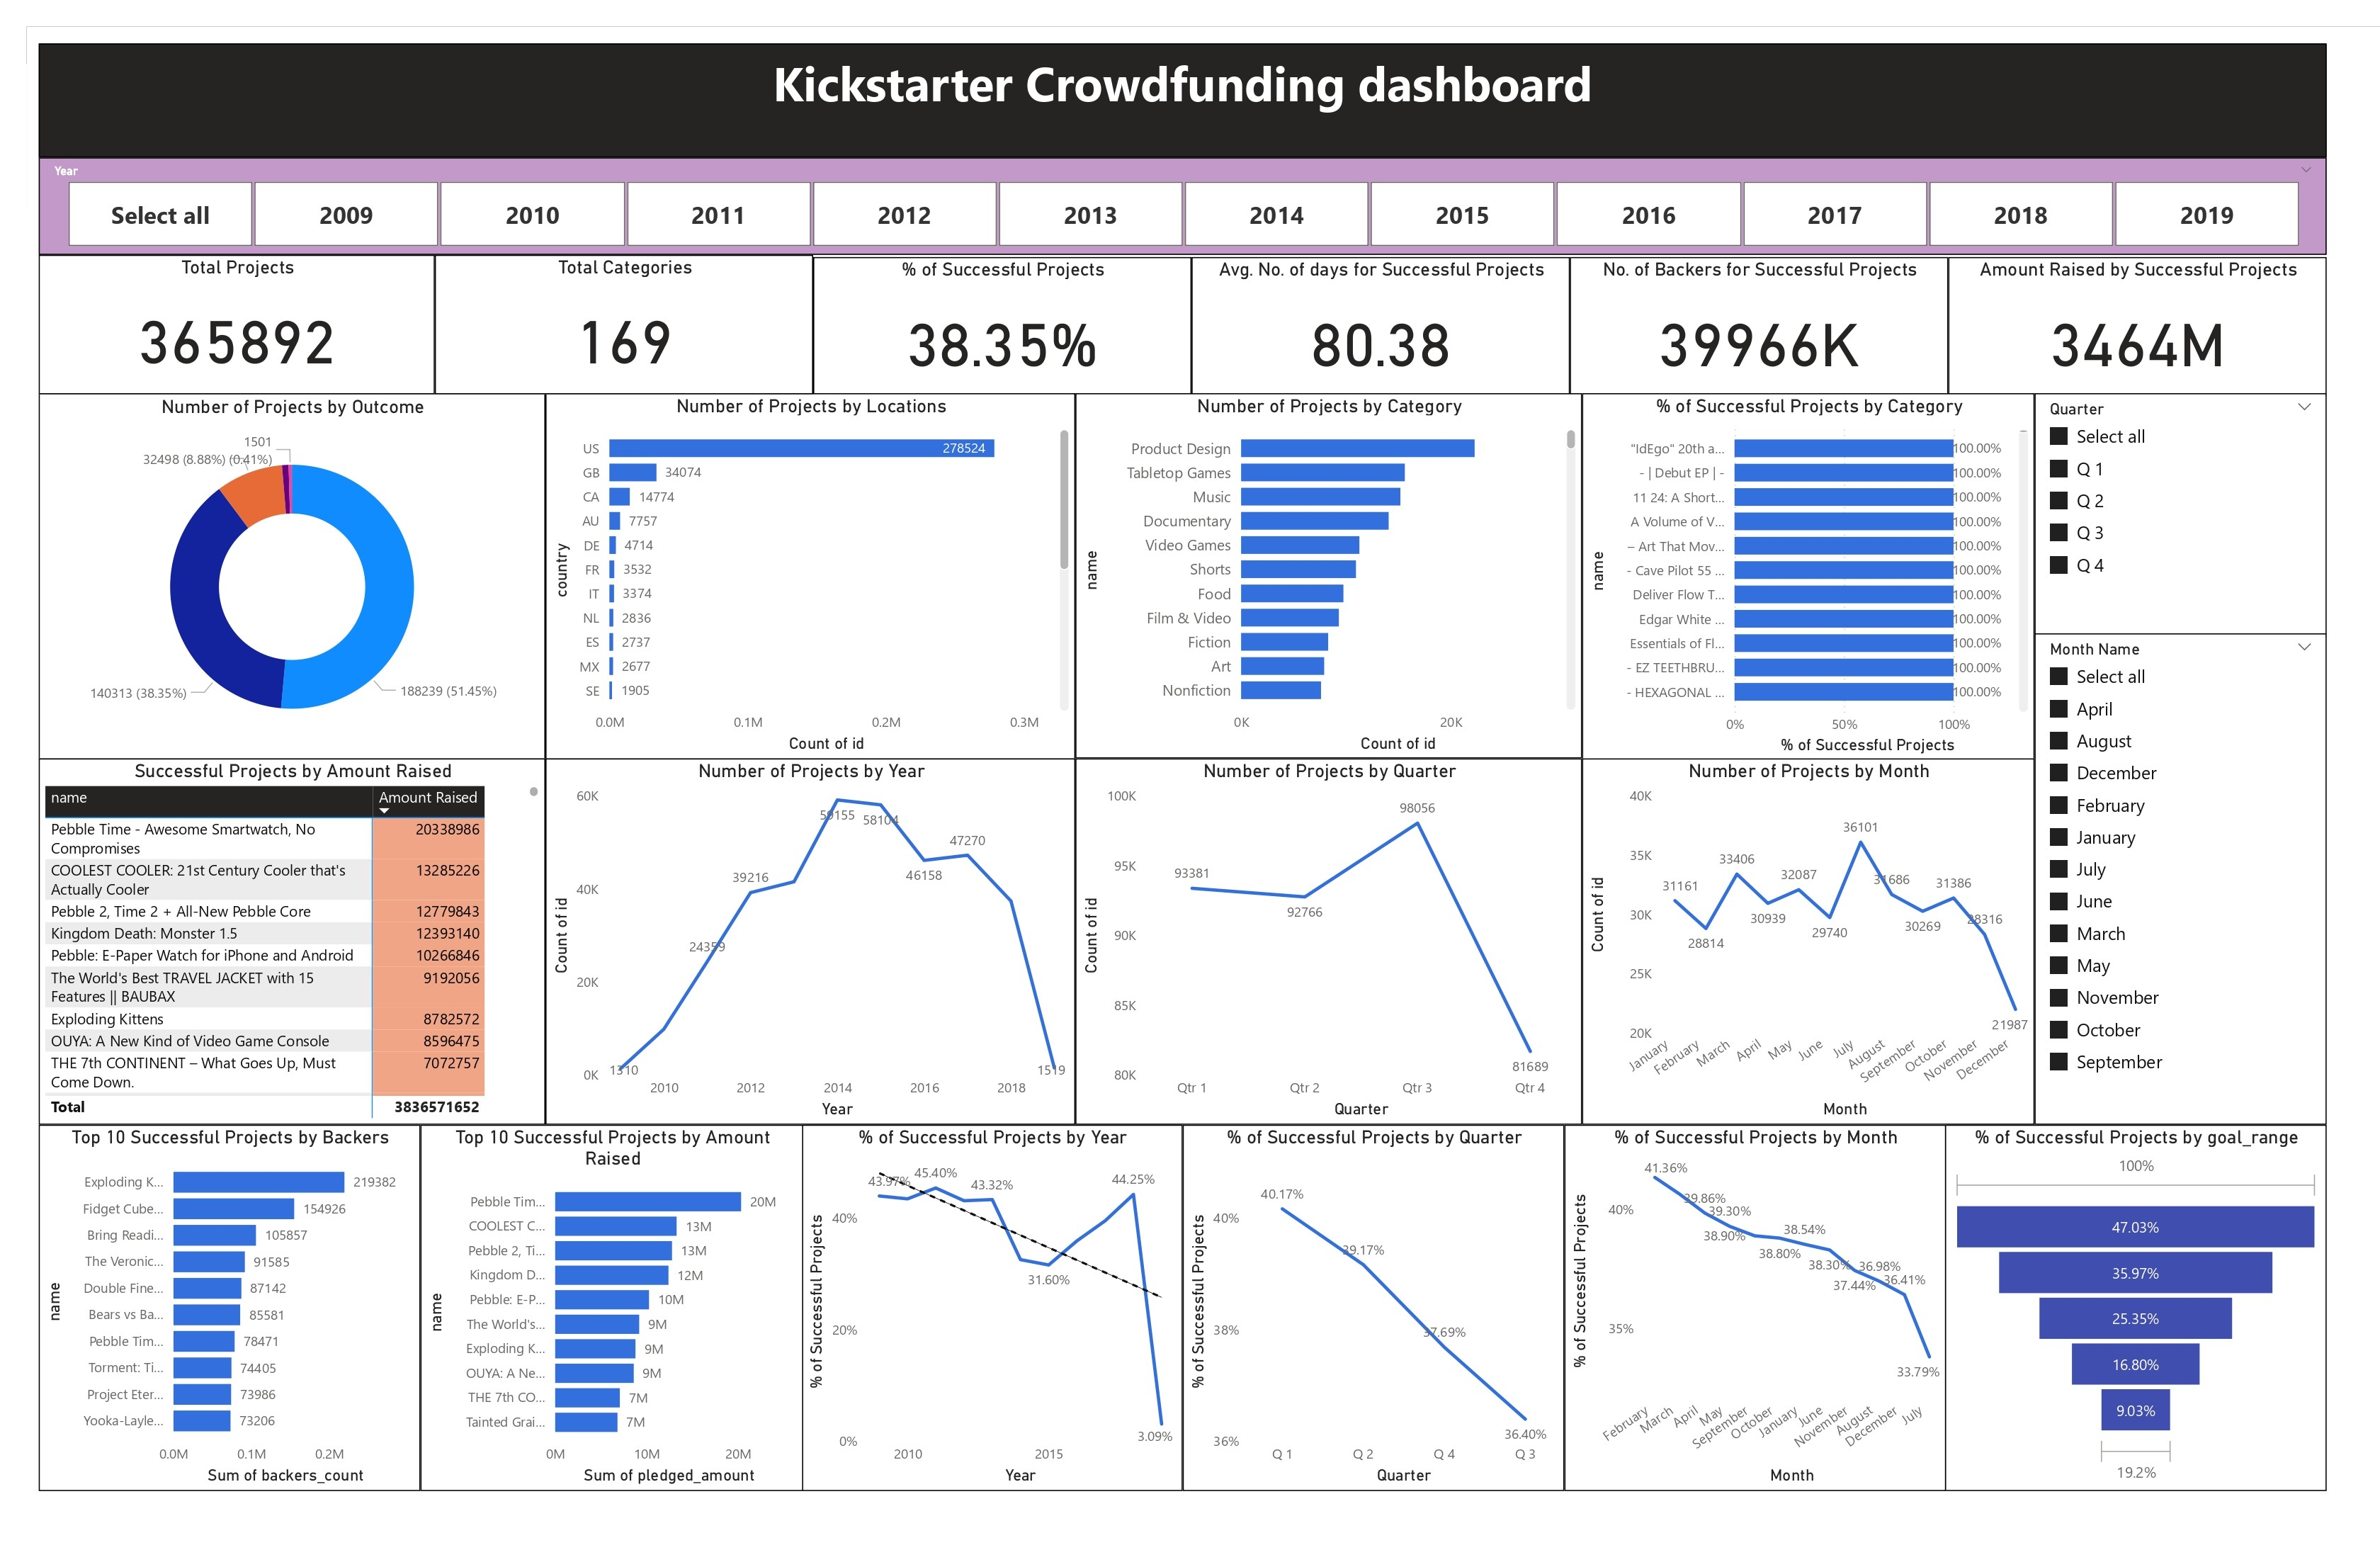 Kickstarter Crowdfunding dashboard
Year
Select all
2009
2010
2011
2012
2013
2014
2015
2016
2017
2018
2019
Total Projects
365892
Total Categories
169
% of Successful Projects
38.35%
Avg. No. of days for Successful Projects
80.38
No. of Backers for Successful Projects
39966K
Amount Raised by Successful Projects
3464M
Number of Projects by Outcome
1501
32498 (8.88%) (0.41%)
140313 (38.35%)
188239 (51.45%)
Number of Projects by Locations
country
US 278524
GB 34074
CA 14774
AU 7757
DE 4714
FR 3532
IT 3374
NL 2836
ES 2737
MX 2677
SE 1905
0.0M 0.1M 0.2M 0.3M
Count of id
Number of Projects by Category
name
Product Design
Tabletop Games
Music
Documentary
Video Games
Shorts
Food
Film & Video
Fiction
Art
Nonfiction
0K 20K
Count of id
% of Successful Projects by Category
name
"IdEgo" 20th a... 100.00%
- | Debut EP | - 100.00%
11 24: A Short... 100.00%
A Volume of V... 100.00%
– Art That Mov... 100.00%
- Cave Pilot 55 ... 100.00%
Deliver Flow T... 100.00%
Edgar White ... 100.00%
Essentials of Fl... 100.00%
- EZ TEETHBRU... 100.00%
- HEXAGONAL ... 100.00%
0% 50% 100%
% of Successful Projects
Quarter
Select all
Q 1
Q 2
Q 3
Q 4
Month Name
Select all
April
August
December
February
January
July
June
March
May
November
October
September
Successful Projects by Amount Raised
name Amount Raised
Pebble Time - Awesome Smartwatch, No 20338986
Compromises
COOLEST COOLER: 21st Century Cooler that's 13285226
Actually Cooler
Pebble 2, Time 2 + All-New Pebble Core 12779843
Kingdom Death: Monster 1.5 12393140
Pebble: E-Paper Watch for iPhone and Android 10266846
The World's Best TRAVEL JACKET with 15 9192056
Features || BAUBAX
Exploding Kittens 8782572
OUYA: A New Kind of Video Game Console 8596475
THE 7th CONTINENT – What Goes Up, Must 7072757
Come Down.
Total 3836571652
Number of Projects by Year
Count of id
60K
40K
20K
0K
1310
24359
39216
59155
58104
46158
47270
1519
2010 2012 2014 2016 2018
Year
Number of Projects by Quarter
Count of id
100K
95K
90K
85K
80K
93381
92766
98056
81689
Qtr 1 Qtr 2 Qtr 3 Qtr 4
Quarter
Number of Projects by Month
Count of id
40K
35K
30K
25K
20K
31161
28814
33406
30939
32087
29740
36101
31686
30269
31386
28316
21987
January February March April May June July August September October November December
Month
Top 10 Successful Projects by Backers
name
Exploding K... 219382
Fidget Cube... 154926
Bring Readi... 105857
The Veronic... 91585
Double Fine... 87142
Bears vs Ba... 85581
Pebble Tim... 78471
Torment: Ti... 74405
Project Eter... 73986
Yooka-Layle... 73206
0.0M 0.1M 0.2M
Sum of backers_count
Top 10 Successful Projects by Amount
Raised
name
Pebble Tim... 20M
COOLEST C... 13M
Pebble 2, Ti... 13M
Kingdom D... 12M
Pebble: E-P... 10M
The World's... 9M
Exploding K... 9M
OUYA: A Ne... 9M
THE 7th CO... 7M
Tainted Grai... 7M
0M 10M 20M
Sum of pledged_amount
% of Successful Projects by Year
% of Successful Projects
40%
20%
0%
43.97%
45.40%
43.32%
31.60%
44.25%
3.09%
2010 2015
Year
% of Successful Projects by Quarter
% of Successful Projects
40%
38%
36%
40.17%
39.17%
37.69%
36.40%
Q 1 Q 2 Q 4 Q 3
Quarter
% of Successful Projects by Month
% of Successful Projects
40%
35%
41.36%
39.86%
39.30%
38.90%
38.80%
38.54%
38.30%
37.44%
36.98%
36.41%
33.79%
February March April May September October January June November August December July
Month
% of Successful Projects by goal_range
100%
47.03%
35.97%
25.35%
16.80%
9.03%
19.2%